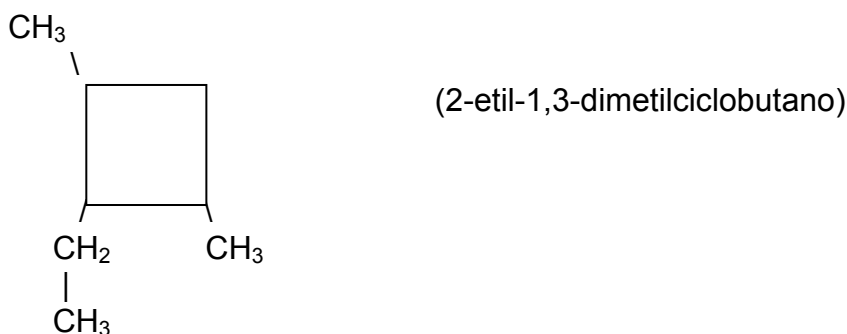 CH₃
(2-etil-1,3-dimetilciclobutano)
CH₂ CH₃
CH₃